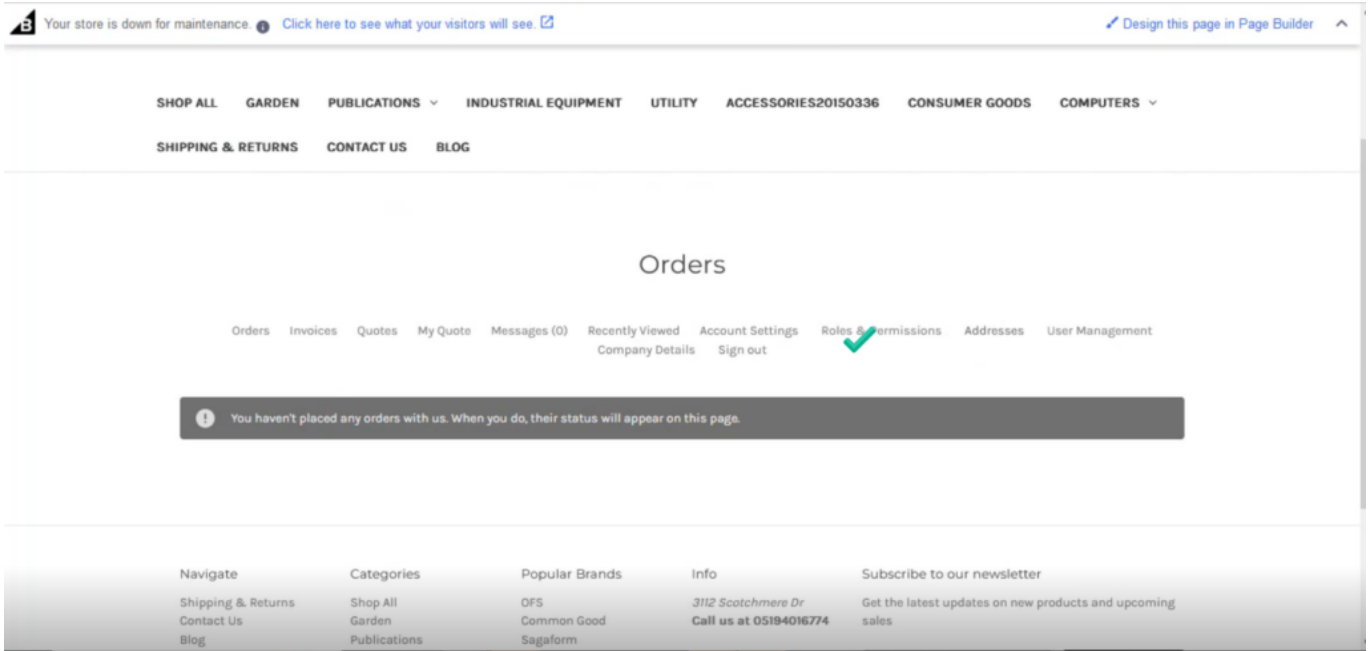 B Your store is down for maintenance. Click here to see what your visitors will see. Design this page in Page Builder
SHOP ALL GARDEN PUBLICATIONS INDUSTRIAL EQUIPMENT UTILITY ACCESSORIES20150336 CONSUMER GOODS COMPUTERS
SHIPPING & RETURNS CONTACT US BLOG
Orders
Orders Invoices Quotes My Quote Messages (0) Recently Viewed Account Settings Roles & Permissions Addresses User Management
Company Details Sign out
You haven't placed any orders with us. When you do, their status will appear on this page.
Navigate Categories Popular Brands Info Subscribe to our newsletter
Shipping & Returns Shop All OFS 3112 Scotchmere Dr Get the latest updates on new products and upcoming
Contact Us Garden Common Good Call us at 05194016774 sales
Blog Publications Sagaform